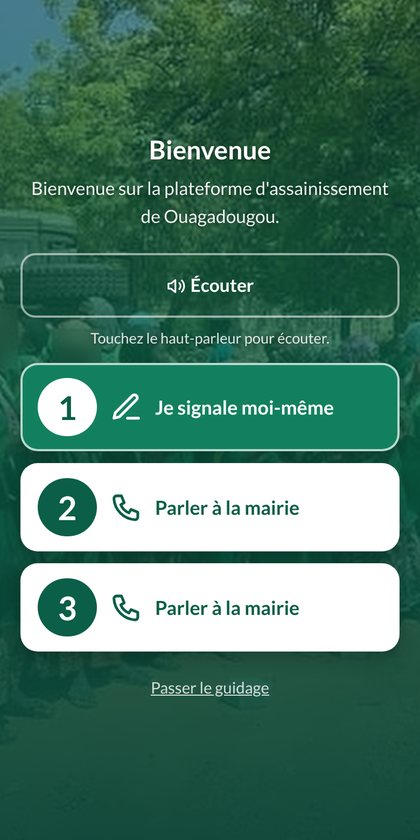 Bienvenue
Bienvenue sur la plateforme d'assainissement
de Ouagadougou.
Écouter
Touchez le haut-parleur pour écouter.
1 Je signale moi-même
2 Parler à la mairie
3 Parler à la mairie
Passer le guidage